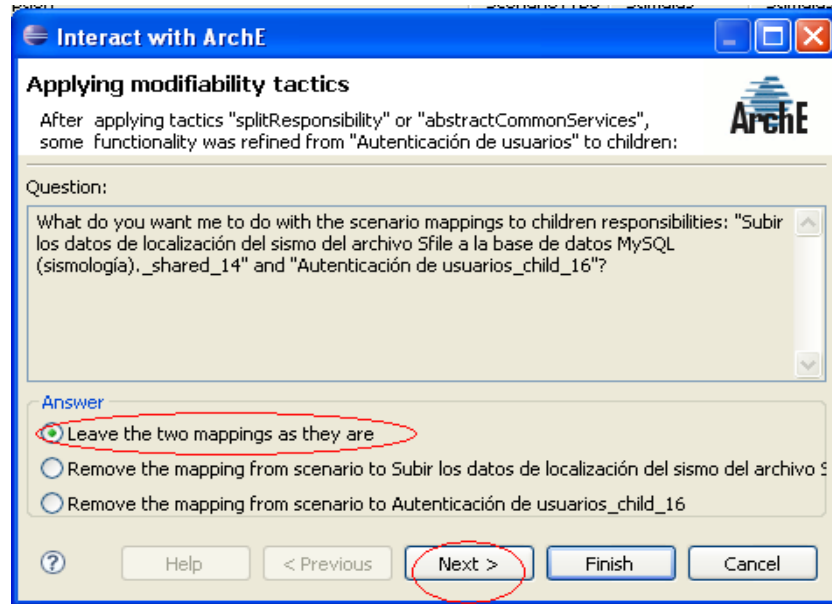 Interact with ArchE
Applying modifiability tactics
After applying tactics "splitResponsibility" or "abstractCommonServices",
some functionality was refined from "Autenticación de usuarios" to children:
ArchE
Question:
What do you want me to do with the scenario mappings to children responsibilities: "Subir
los datos de localización del sismo del archivo Sfile a la base de datos MySQL
(sismología)._shared_14" and "Autenticación de usuarios_child_16"?
Answer
Leave the two mappings as they are
Remove the mapping from scenario to Subir los datos de localización del sismo del archivo
Remove the mapping from scenario to Autenticación de usuarios_child_16
? Help < Previous Next > Finish Cancel